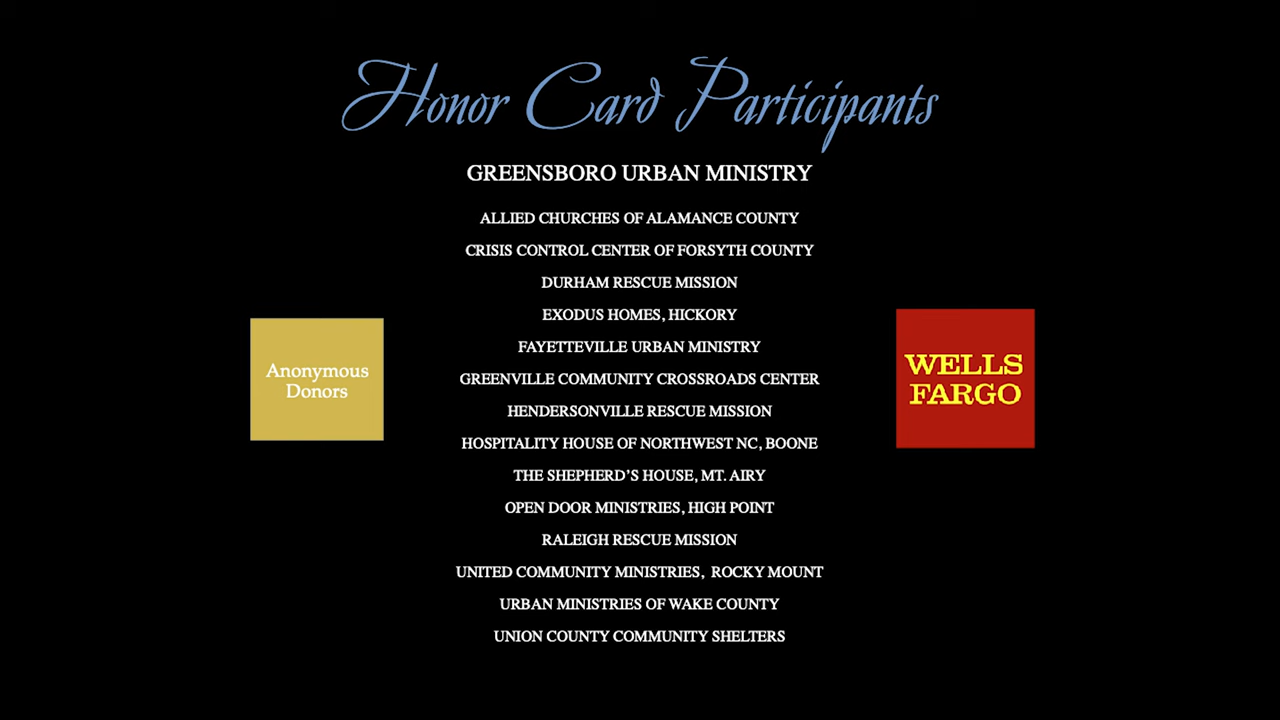 Honor Card Participants
GREENSBORO URBAN MINISTRY
ALLIED CHURCHES OF ALAMANCE COUNTY
CRISIS CONTROL CENTER OF FORSYTH COUNTY
DURHAM RESCUE MISSION
EXODUS HOMES, HICKORY
FAYETTEVILLE URBAN MINISTRY
GREENVILLE COMMUNITY CROSSROADS CENTER
HENDERSONVILLE RESCUE MISSION
HOSPITALITY HOUSE OF NORTHWEST NC, BOONE
THE SHEPHERD'S HOUSE, MT. AIRY
OPEN DOOR MINISTRIES, HIGH POINT
RALEIGH RESCUE MISSION
UNITED COMMUNITY MINISTRIES, ROCKY MOUNT
URBAN MINISTRIES OF WAKE COUNTY
UNION COUNTY COMMUNITY SHELTERS
Anonymous
Donors
WELLS
FARGO